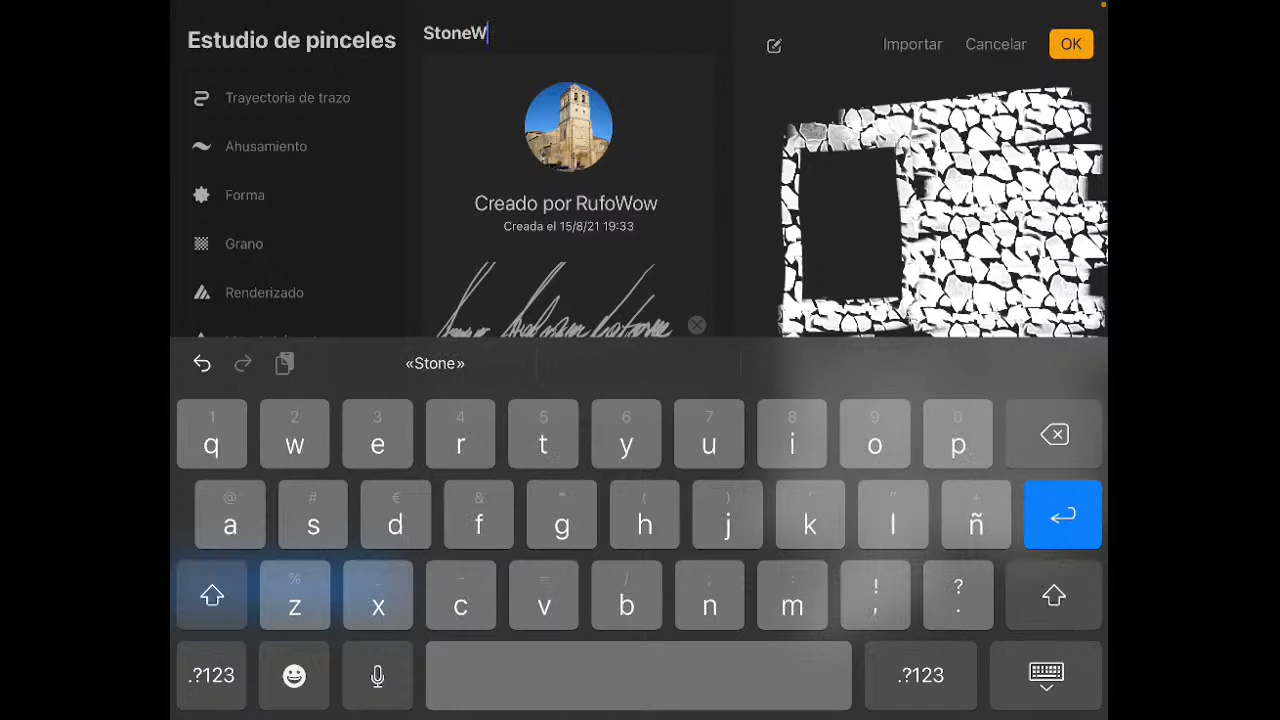 Estudio de pinceles
StoneW
Importar
Cancelar
OK
Trayectoria de trazo
Ahusamiento
Forma
Grano
Renderizado
Creado por RufoWow
Creada el 15/8/21 19:33
«Stone»
1 2 3 4 5 6 7 8 9 0
q w e r t y u i o p
@ # € & * ( ) ' " +
a s d f g h j k l ñ
% - = / ; : ! ?
z x c v b n m , .
.?123
.?123